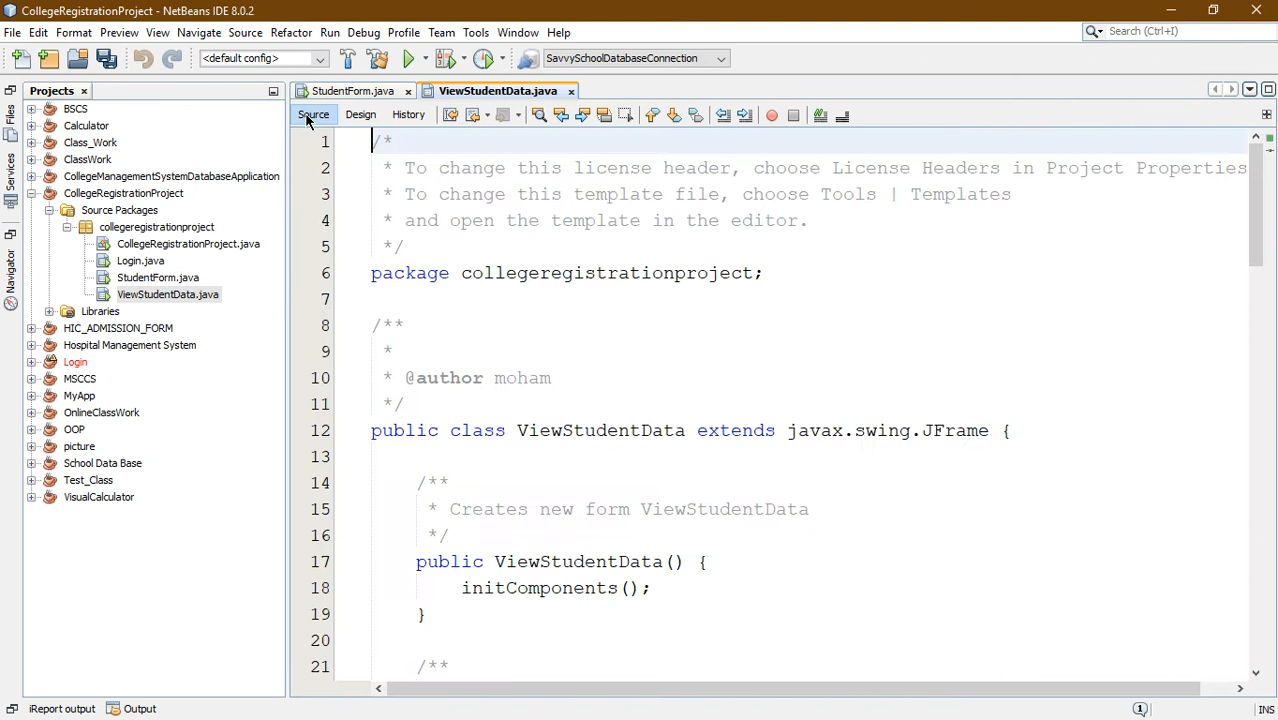 CollegeRegistrationProject - NetBeans IDE 8.0.2
File Edit Format Preview View Navigate Source Refactor Run Debug Profile Team Tools Window Help
Search (Ctrl+I)
<default config>
SavvySchoolDatabaseConnection
Projects
StudentForm.java
ViewStudentData.java
Source
Design
History
Files
Services
Navigator
BSCS
Calculator
Class_Work
ClassWork
CollegeManagementSystemDatabaseApplication
CollegeRegistrationProject
Source Packages
collegeregistrationproject
CollegeRegistrationProject.java
Login.java
StudentForm.java
ViewStudentData.java
Libraries
HIC_ADMISSION_FORM
Hospital Management System
Login
MSCCS
MyApp
OnlineClassWork
OOP
picture
School Data Base
Test_Class
VisualCalculator
1 /*
2 * To change this license header, choose License Headers in Project Properties
3 * To change this template file, choose Tools | Templates
4 * and open the template in the editor.
5 */
6 package collegeregistrationproject;
7
8 /**
9 *
10 * @author moham
11 */
12 public class ViewStudentData extends javax.swing.JFrame {
13
14 /**
15 * Creates new form ViewStudentData
16 */
17 public ViewStudentData() {
18 initComponents();
19 }
20
21 /**
iReport output
Output
1
INS